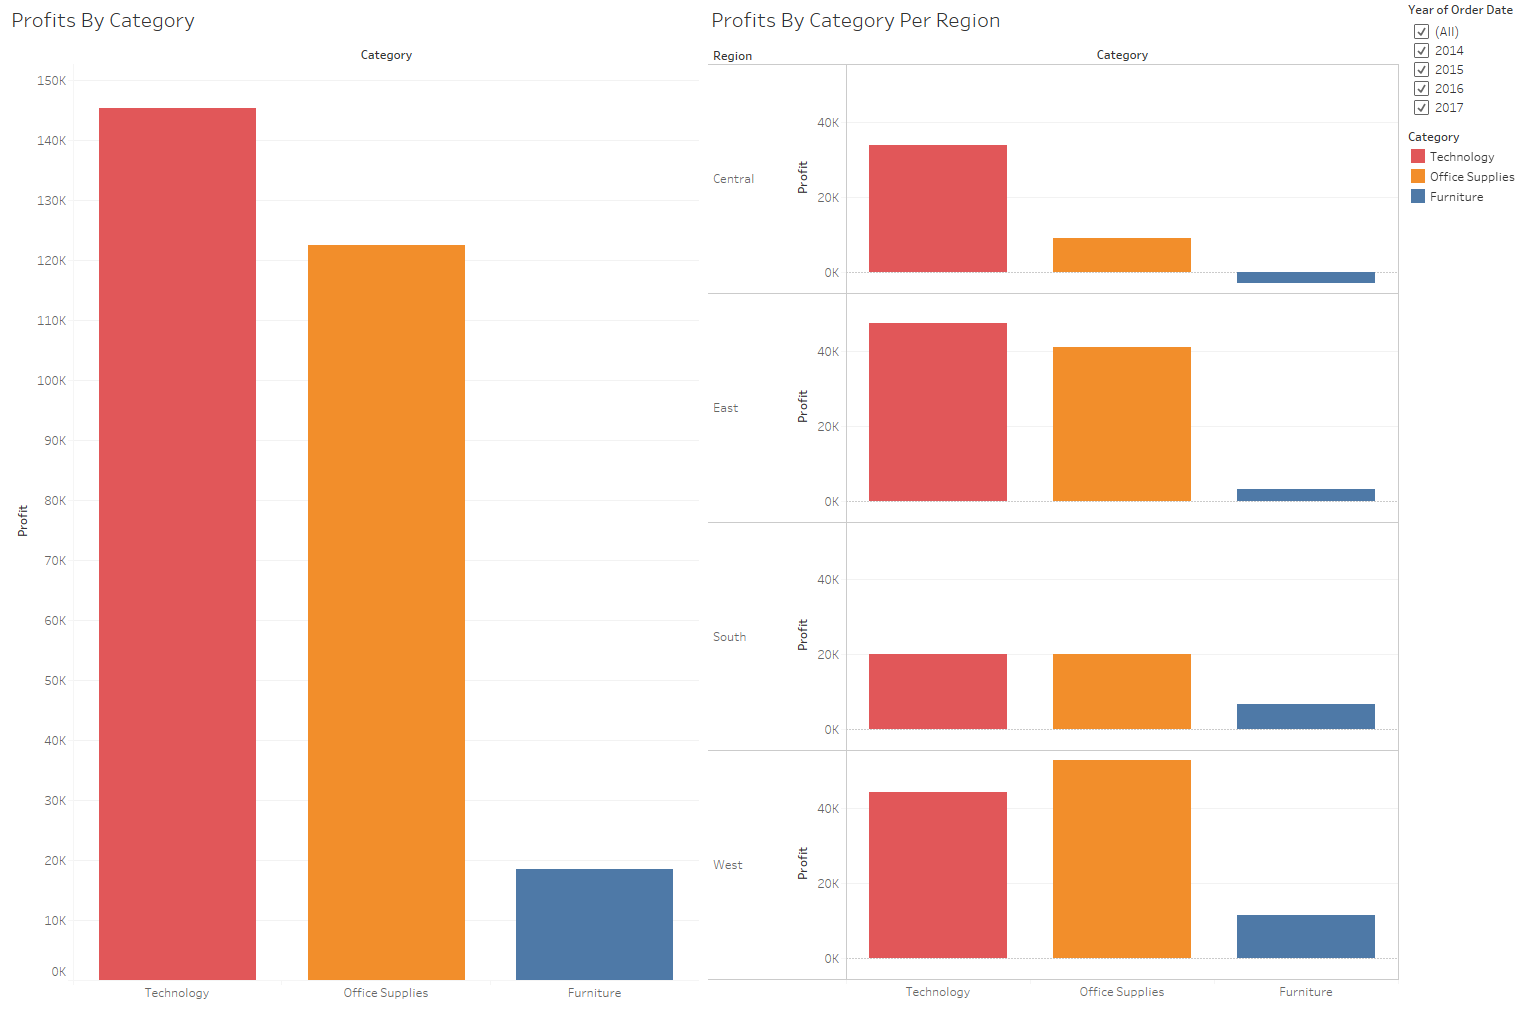 Profits By Category
Category
150K
140K
130K
120K
110K
100K
90K
80K
70K
60K
50K
40K
30K
20K
10K
0K
Profit
Technology Office Supplies Furniture
Profits By Category Per Region
Region Category
Central
Profit
40K
20K
0K
East
Profit
40K
20K
0K
South
Profit
40K
20K
0K
West
Profit
40K
20K
0K
Technology Office Supplies Furniture
Year of Order Date
(All)
2014
2015
2016
2017
Category
Technology
Office Supplies
Furniture